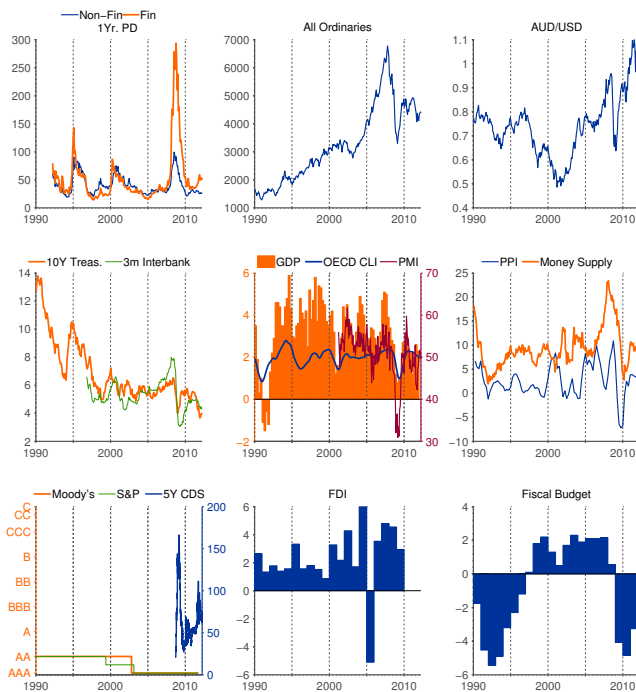 Non−Fin Fin
1Yr. PD
300
250
200
150
100
50
0
1990 2000 2010
All Ordinaries
7000
6000
5000
4000
3000
2000
1000
1990 2000 2010
AUD/USD
1.1
1
0.9
0.8
0.7
0.6
0.5
0.4
1990 2000 2010
10Y Treas. 3m Interbank
14
12
10
8
6
4
2
1990 2000 2010
GDP OECD CLI PMI
6 70
4 60
2 50
0 40
−2 30
1990 2000 2010
PPI Money Supply
25
20
15
10
5
0
−5
−10
1990 2000 2010
Moody's S&P 5Y CDS
C 200
CC
CCC
B 150
BB
BBB 100
A 50
AA
AAA 0
1990 2000 2010
FDI
6
4
2
0
−2
−4
−6
1990 2000 2010
Fiscal Budget
4
2
0
−2
−4
−6
1990 2000 2010